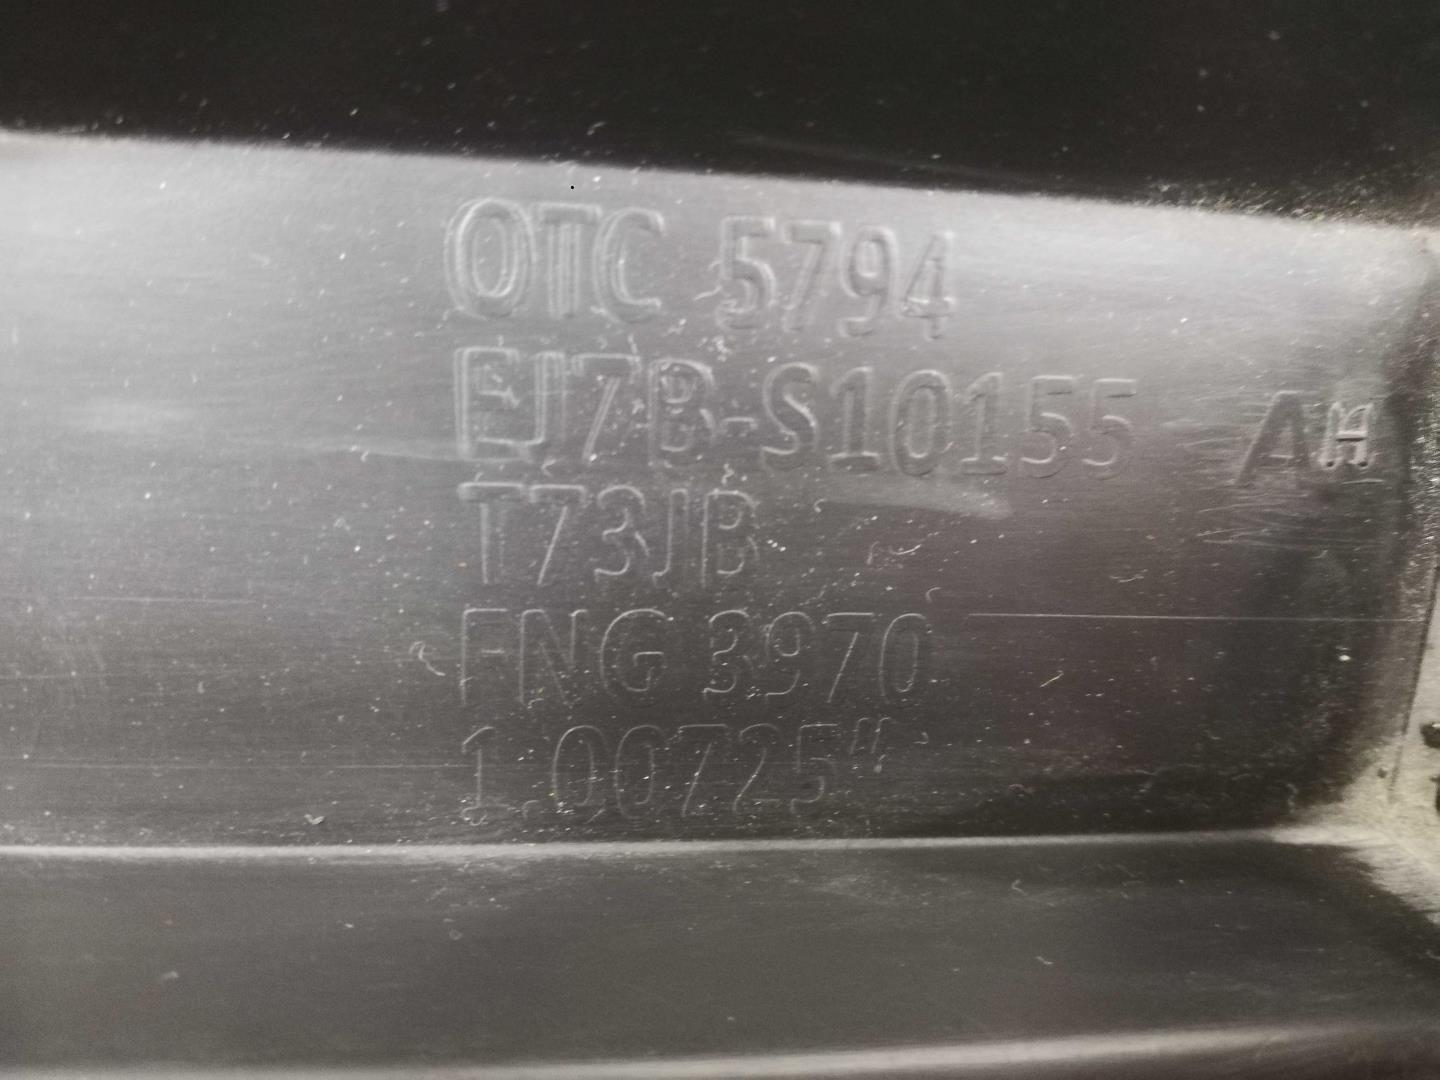 OTC 5794
EJ7B-S10155 AH
T73JB
FNG 3970
1.00725"